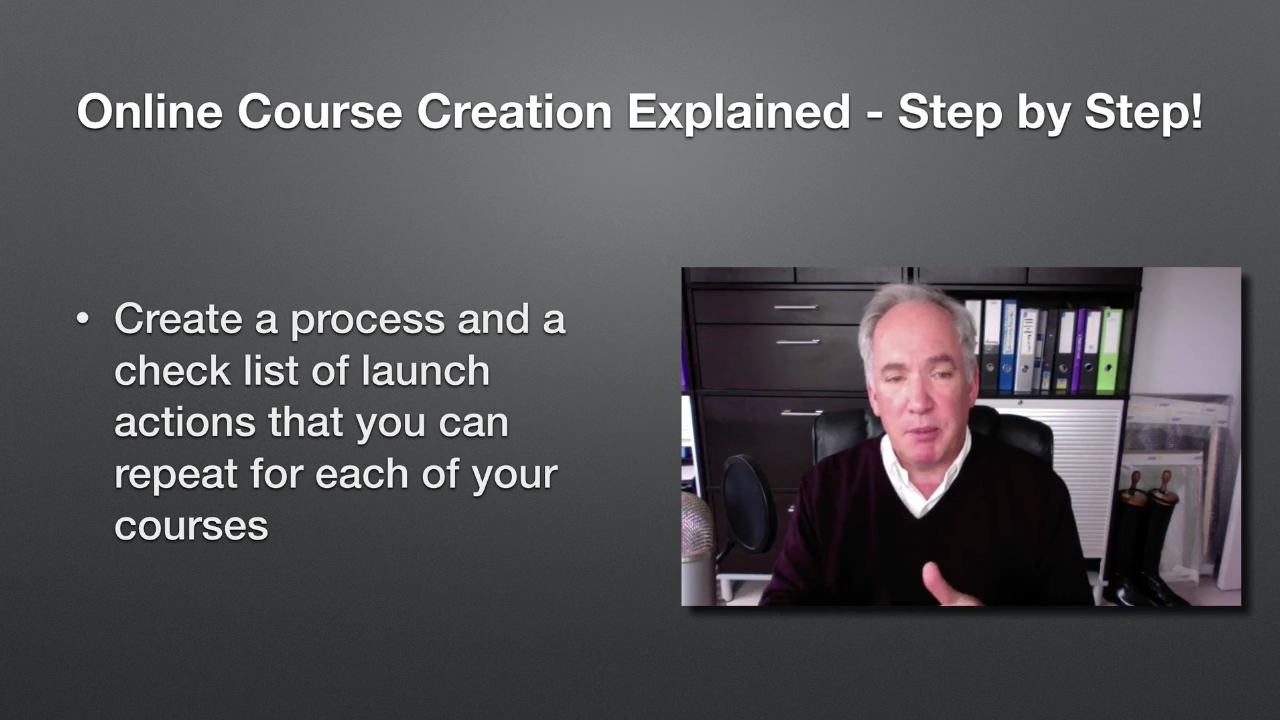 Online Course Creation Explained - Step by Step!
• Create a process and a
check list of launch
actions that you can
repeat for each of your
courses